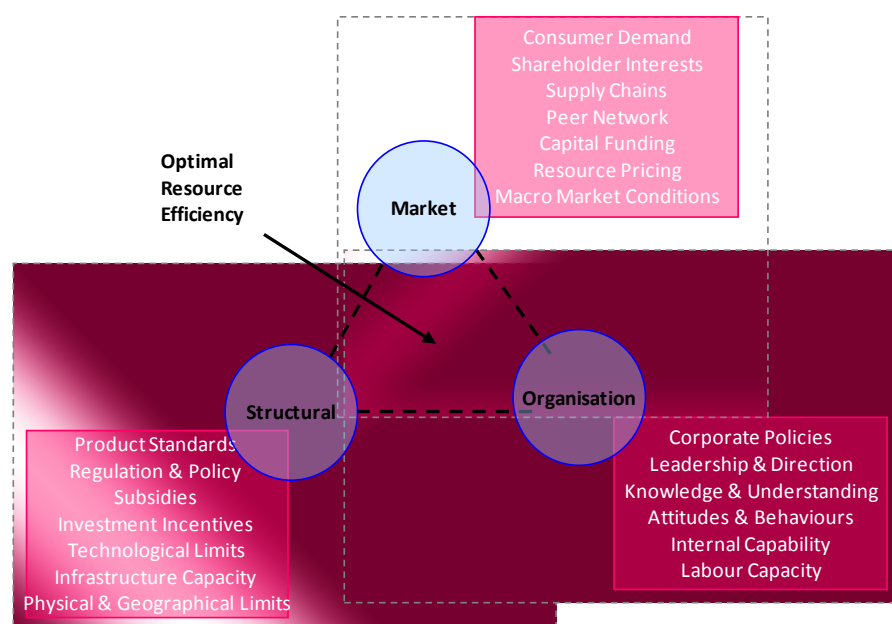 Consumer Demand
Shareholder Interests
Supply Chains
Peer Network
Capital Funding
Resource Pricing
Macro Market Conditions
Optimal
Resource
Efficiency
Market
Structural
Organisation
Product Standards
Regulation & Policy
Subsidies
Investment Incentives
Technological Limits
Infrastructure Capacity
Physical & Geographical Limits
Corporate Policies
Leadership & Direction
Knowledge & Understanding
Attitudes & Behaviours
Internal Capability
Labour Capacity